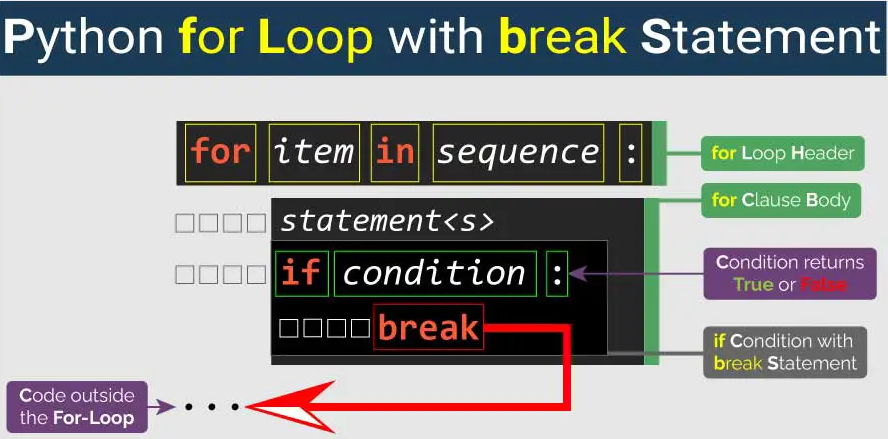 Python for Loop with break Statement
for item in sequence :
for Loop Header
for Clause Body
statement<s>
if condition :
Condition returns
True or False
break
if Condition with
break Statement
Code outside
the For-Loop
...